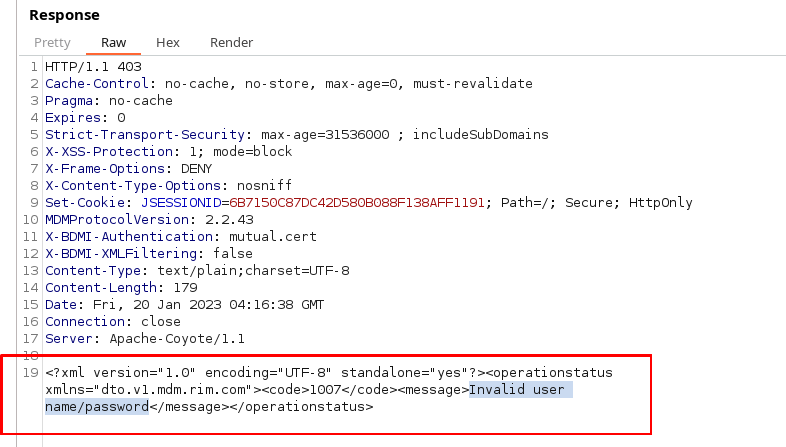 Response
Pretty Raw Hex Render
1 HTTP/1.1 403
2 Cache-Control: no-cache, no-store, max-age=0, must-revalidate
3 Pragma: no-cache
4 Expires: 0
5 Strict-Transport-Security: max-age=31536000 ; includeSubDomains
6 X-XSS-Protection: 1; mode=block
7 X-Frame-Options: DENY
8 X-Content-Type-Options: nosniff
9 Set-Cookie: JSESSIONID=6B7150C87DC42D580B088F138AFF1191; Path=/; Secure; HttpOnly
10 MDMProtocolVersion: 2.2.43
11 X-BDMI-Authentication: mutual.cert
12 X-BDMI-XMLFiltering: false
13 Content-Type: text/plain;charset=UTF-8
14 Content-Length: 179
15 Date: Fri, 20 Jan 2023 04:16:38 GMT
16 Connection: close
17 Server: Apache-Coyote/1.1
18
19 <?xml version="1.0" encoding="UTF-8" standalone="yes"?><operationstatus
xmlns="dto.v1.mdm.rim.com"><code>1007</code><message>Invalid user
name/password</message></operationstatus>